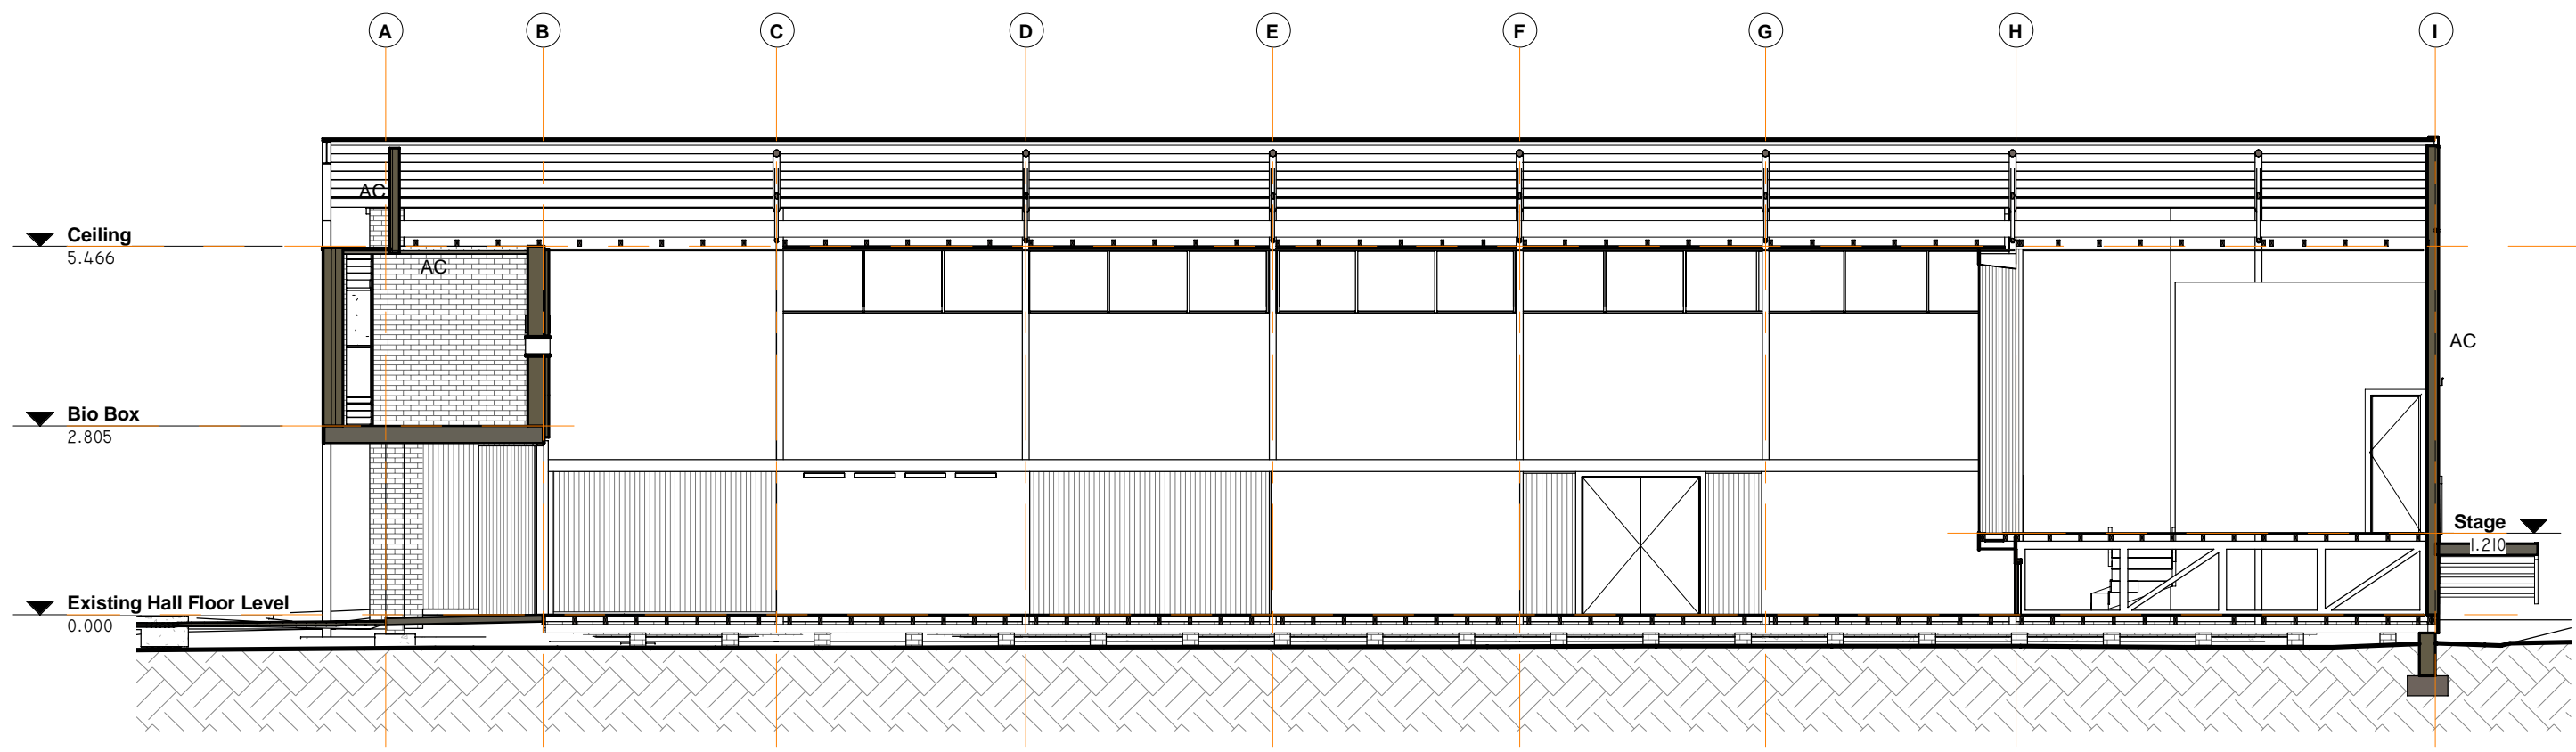 A B C D E F G H I
AC
Ceiling
5.466
AC
AC
Bio Box
2.805
Stage
1.210
Existing Hall Floor Level
0.000